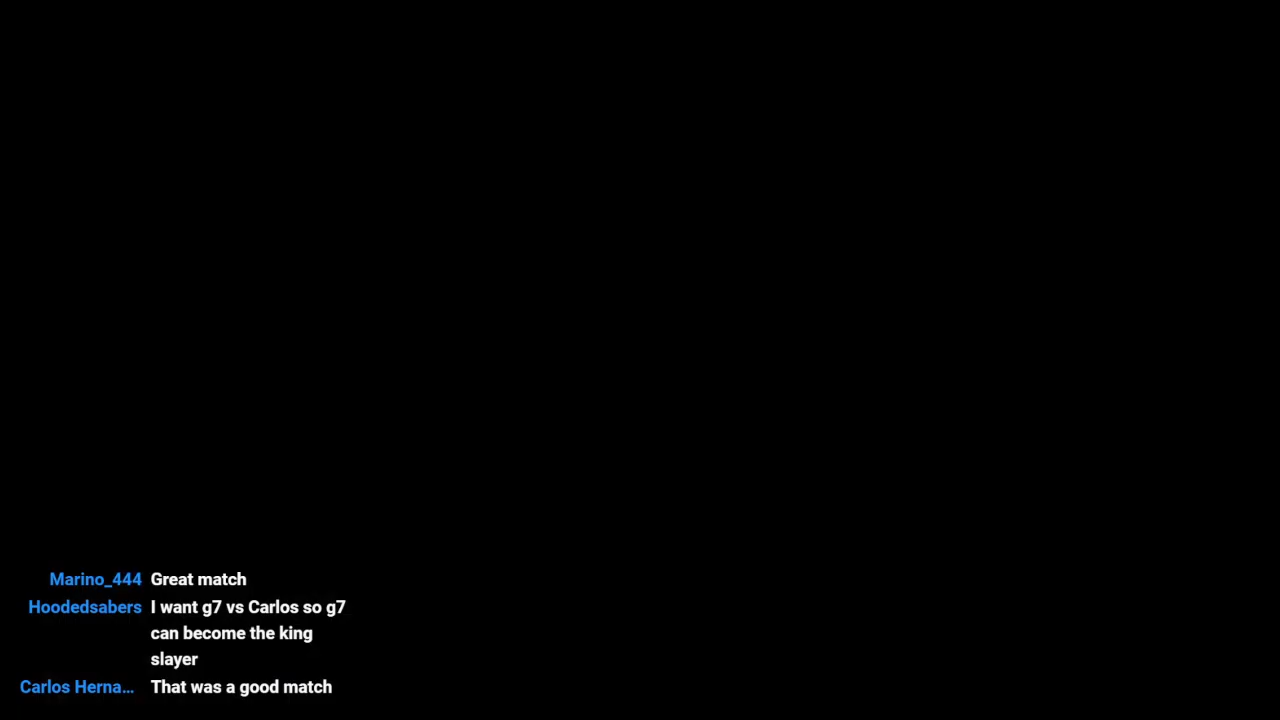 Marino_444 Great match
Hoodedsabers I want g7 vs Carlos so g7
can become the king
slayer
Carlos Herna... That was a good match